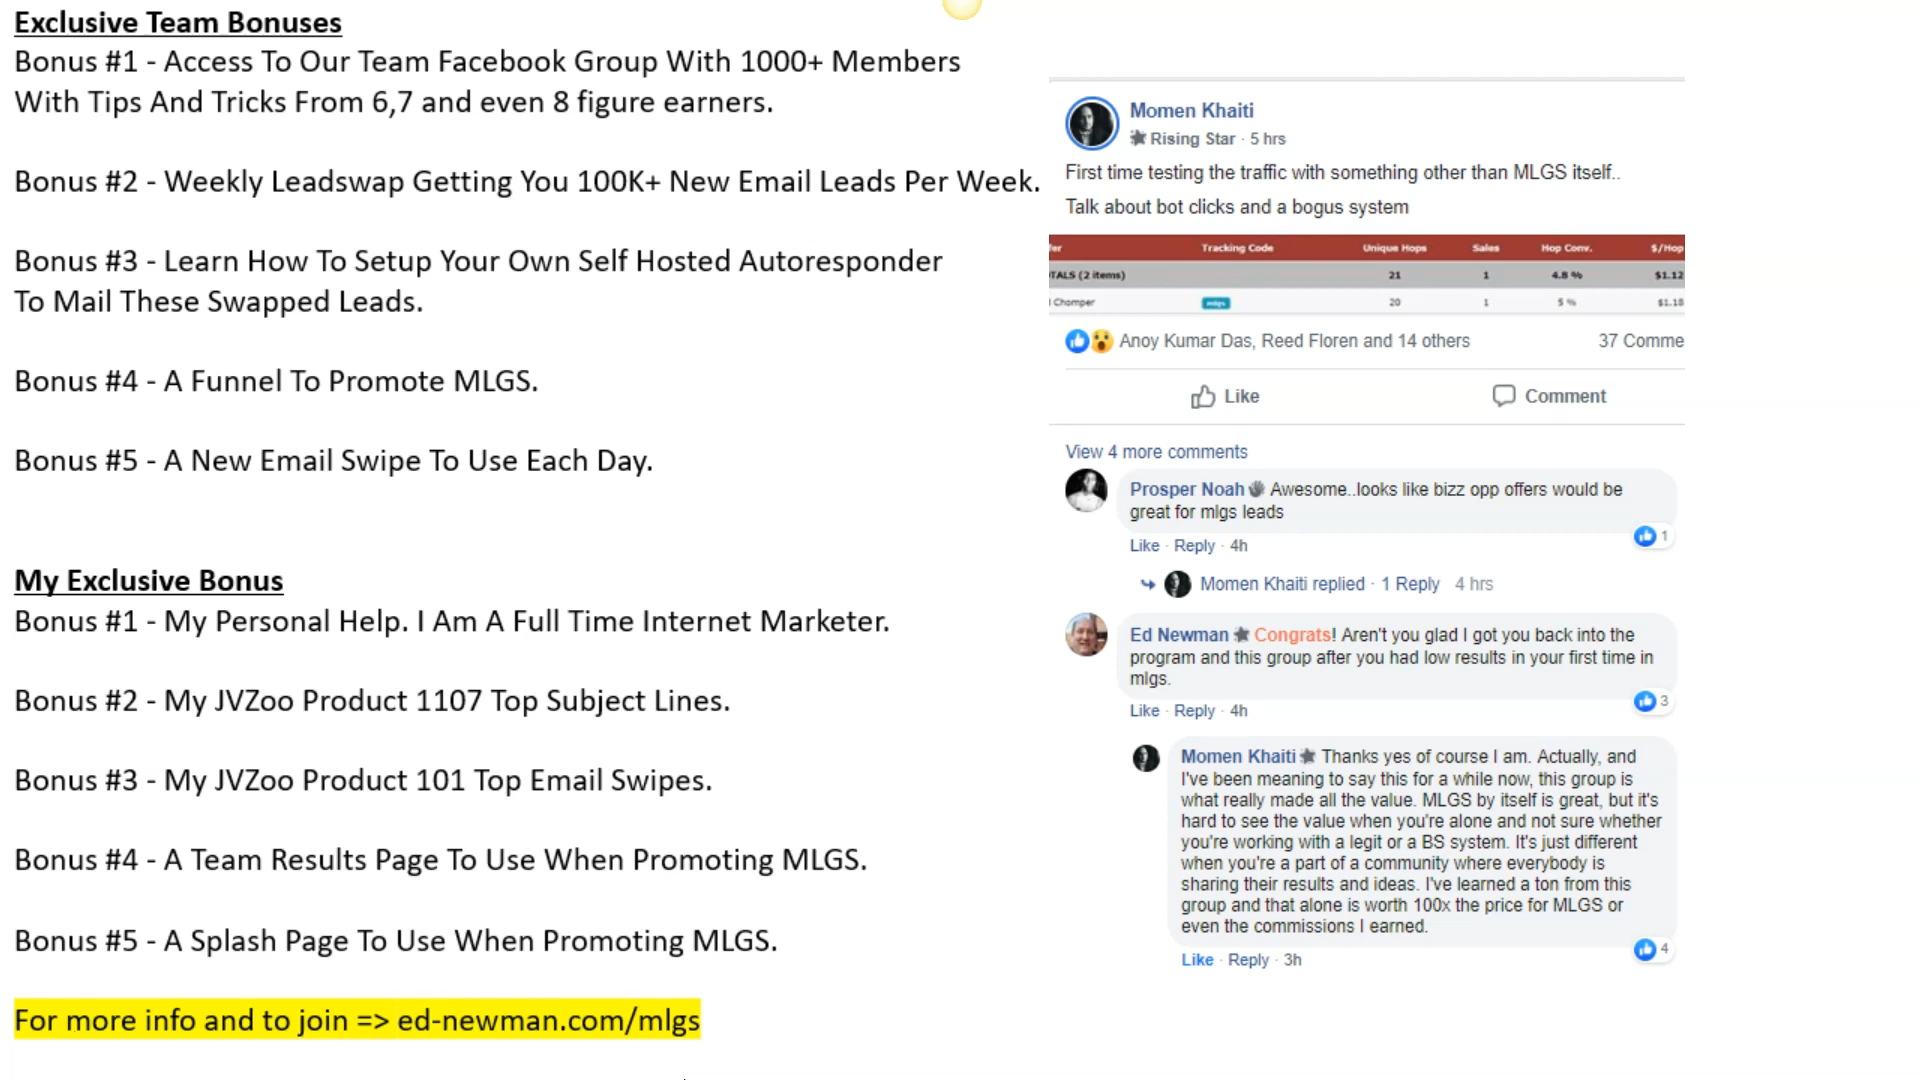 Exclusive Team Bonuses
Bonus #1 - Access To Our Team Facebook Group With 1000+ Members
With Tips And Tricks From 6,7 and even 8 figure earners.
Bonus #2 - Weekly Leadswap Getting You 100K+ New Email Leads Per Week.
Bonus #3 - Learn How To Setup Your Own Self Hosted Autoresponder
To Mail These Swapped Leads.
Bonus #4 - A Funnel To Promote MLGS.
Bonus #5 - A New Email Swipe To Use Each Day.
My Exclusive Bonus
Bonus #1 - My Personal Help. I Am A Full Time Internet Marketer.
Bonus #2 - My JVZoo Product 1107 Top Subject Lines.
Bonus #3 - My JVZoo Product 101 Top Email Swipes.
Bonus #4 - A Team Results Page To Use When Promoting MLGS.
Bonus #5 - A Splash Page To Use When Promoting MLGS.
For more info and to join => ed-newman.com/mlgs
Momen Khaiti
Rising Star · 5 hrs
First time testing the traffic with something other than MLGS itself..
Talk about bot clicks and a bogus system
er Tracking Code Unique Hops Sales Hop Conv. $/Hop
TALS (2 items) 21 1 4.8 % $1.12
Chomper mlgs 20 1 5 % $1.18
Anoy Kumar Das, Reed Floren and 14 others 37 Comme
Like Comment
View 4 more comments
Prosper Noah Awesome..looks like bizz opp offers would be
great for mlgs leads
1
Like · Reply · 4h
Momen Khaiti replied · 1 Reply 4 hrs
Ed Newman Congrats! Aren't you glad I got you back into the
program and this group after you had low results in your first time in
mlgs.
3
Like · Reply · 4h
Momen Khaiti Thanks yes of course I am. Actually, and
I've been meaning to say this for a while now, this group is
what really made all the value. MLGS by itself is great, but it's
hard to see the value when you're alone and not sure whether
you're working with a legit or a BS system. It's just different
when you're a part of a community where everybody is
sharing their results and ideas. I've learned a ton from this
group and that alone is worth 100x the price for MLGS or
even the commissions I earned.
4
Like · Reply · 3h